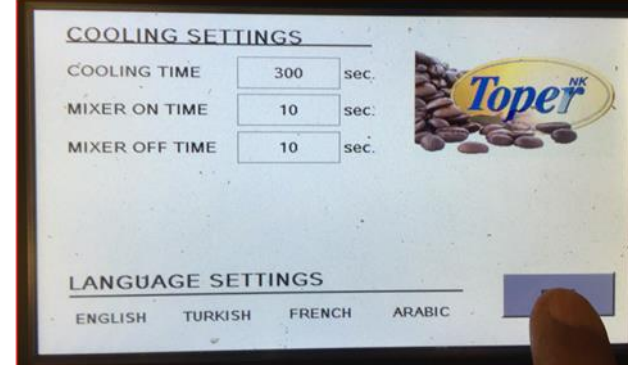 COOLING SETTINGS
COOLING TIME 300 sec.
MIXER ON TIME 10 sec.
MIXER OFF TIME 10 sec.
Toper NK
LANGUAGE SETTINGS
ENGLISH TURKISH FRENCH ARABIC